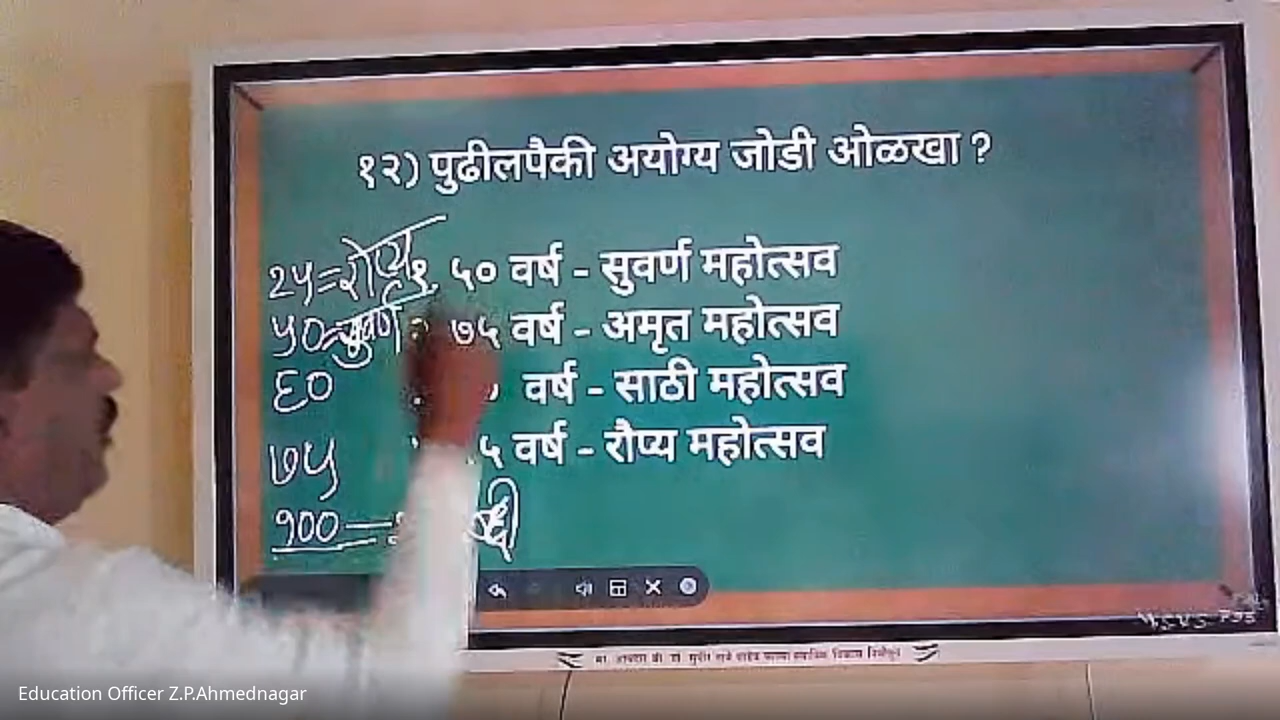 १२) पुढीलपैकी अयोग्य जोडी ओळखा ?
२५=रौप्य
१. ५० वर्ष - सुवर्ण महोत्सव
५०=सुवर्ण
७५ वर्ष - अमृत महोत्सव
६०
वर्ष - साठी महोत्सव
७५
५ वर्ष - रौप्य महोत्सव
१००=
Education Officer Z.P.Ahmednagar